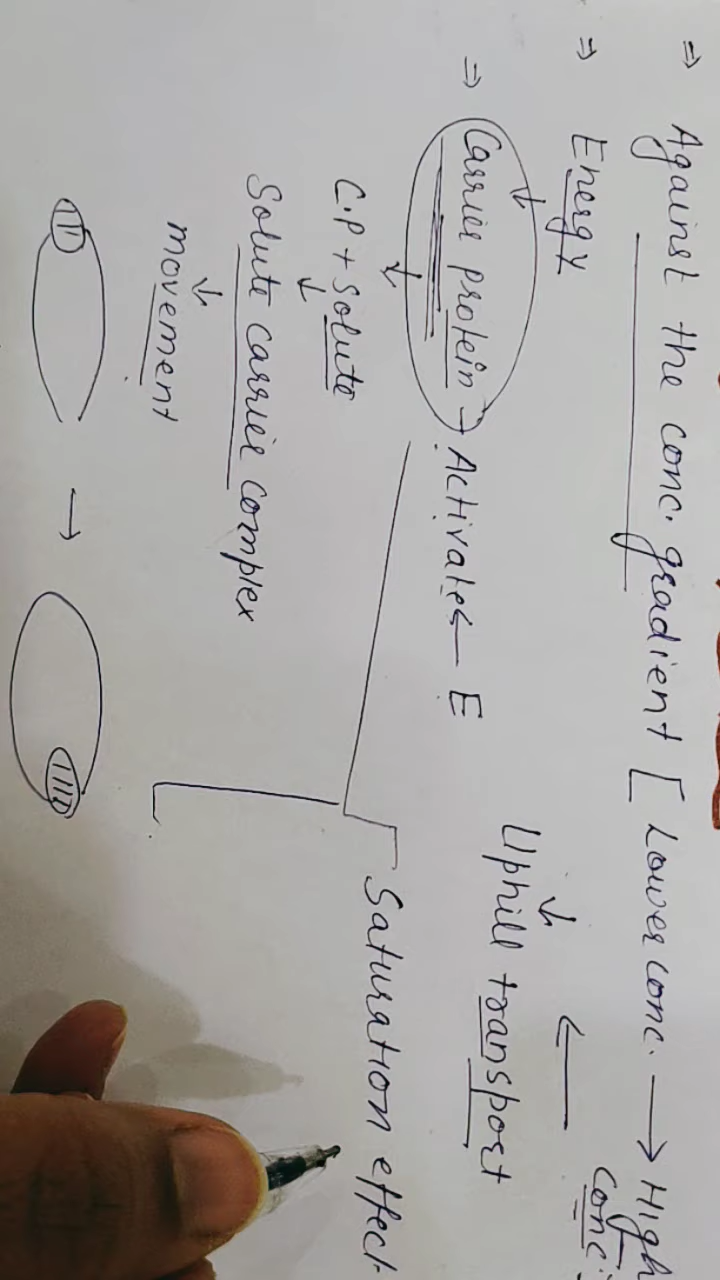 ⇒ Against the conc. gradient [ Lower conc. → High conc.
⇒ Energy
↓
Uphill transport
⇒ Carrier protein → Activates E
↓
C.P + Solute
↓
Solute carrier complex
↓
movement
→
Saturation effect